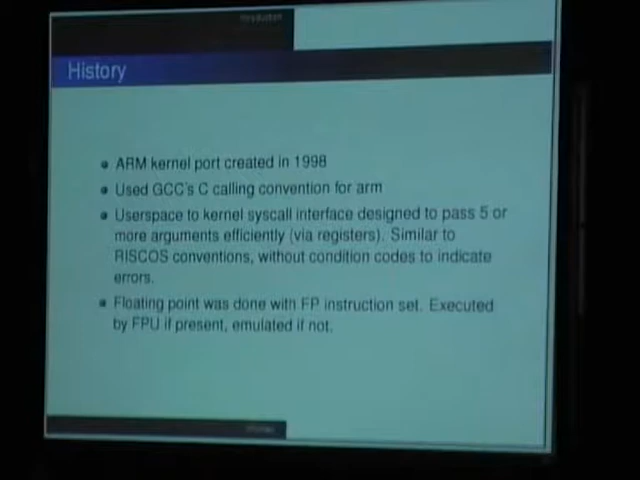 History
ARM kernel port created in 1998
Used GCC's C calling convention for arm
Userspace to kernel syscall interface designed to pass 5 or
more arguments efficiently (via registers). Similar to
RISCOS conventions, without condition codes to indicate
errors.
Floating point was done with FP instruction set. Executed
by FPU if present, emulated if not.